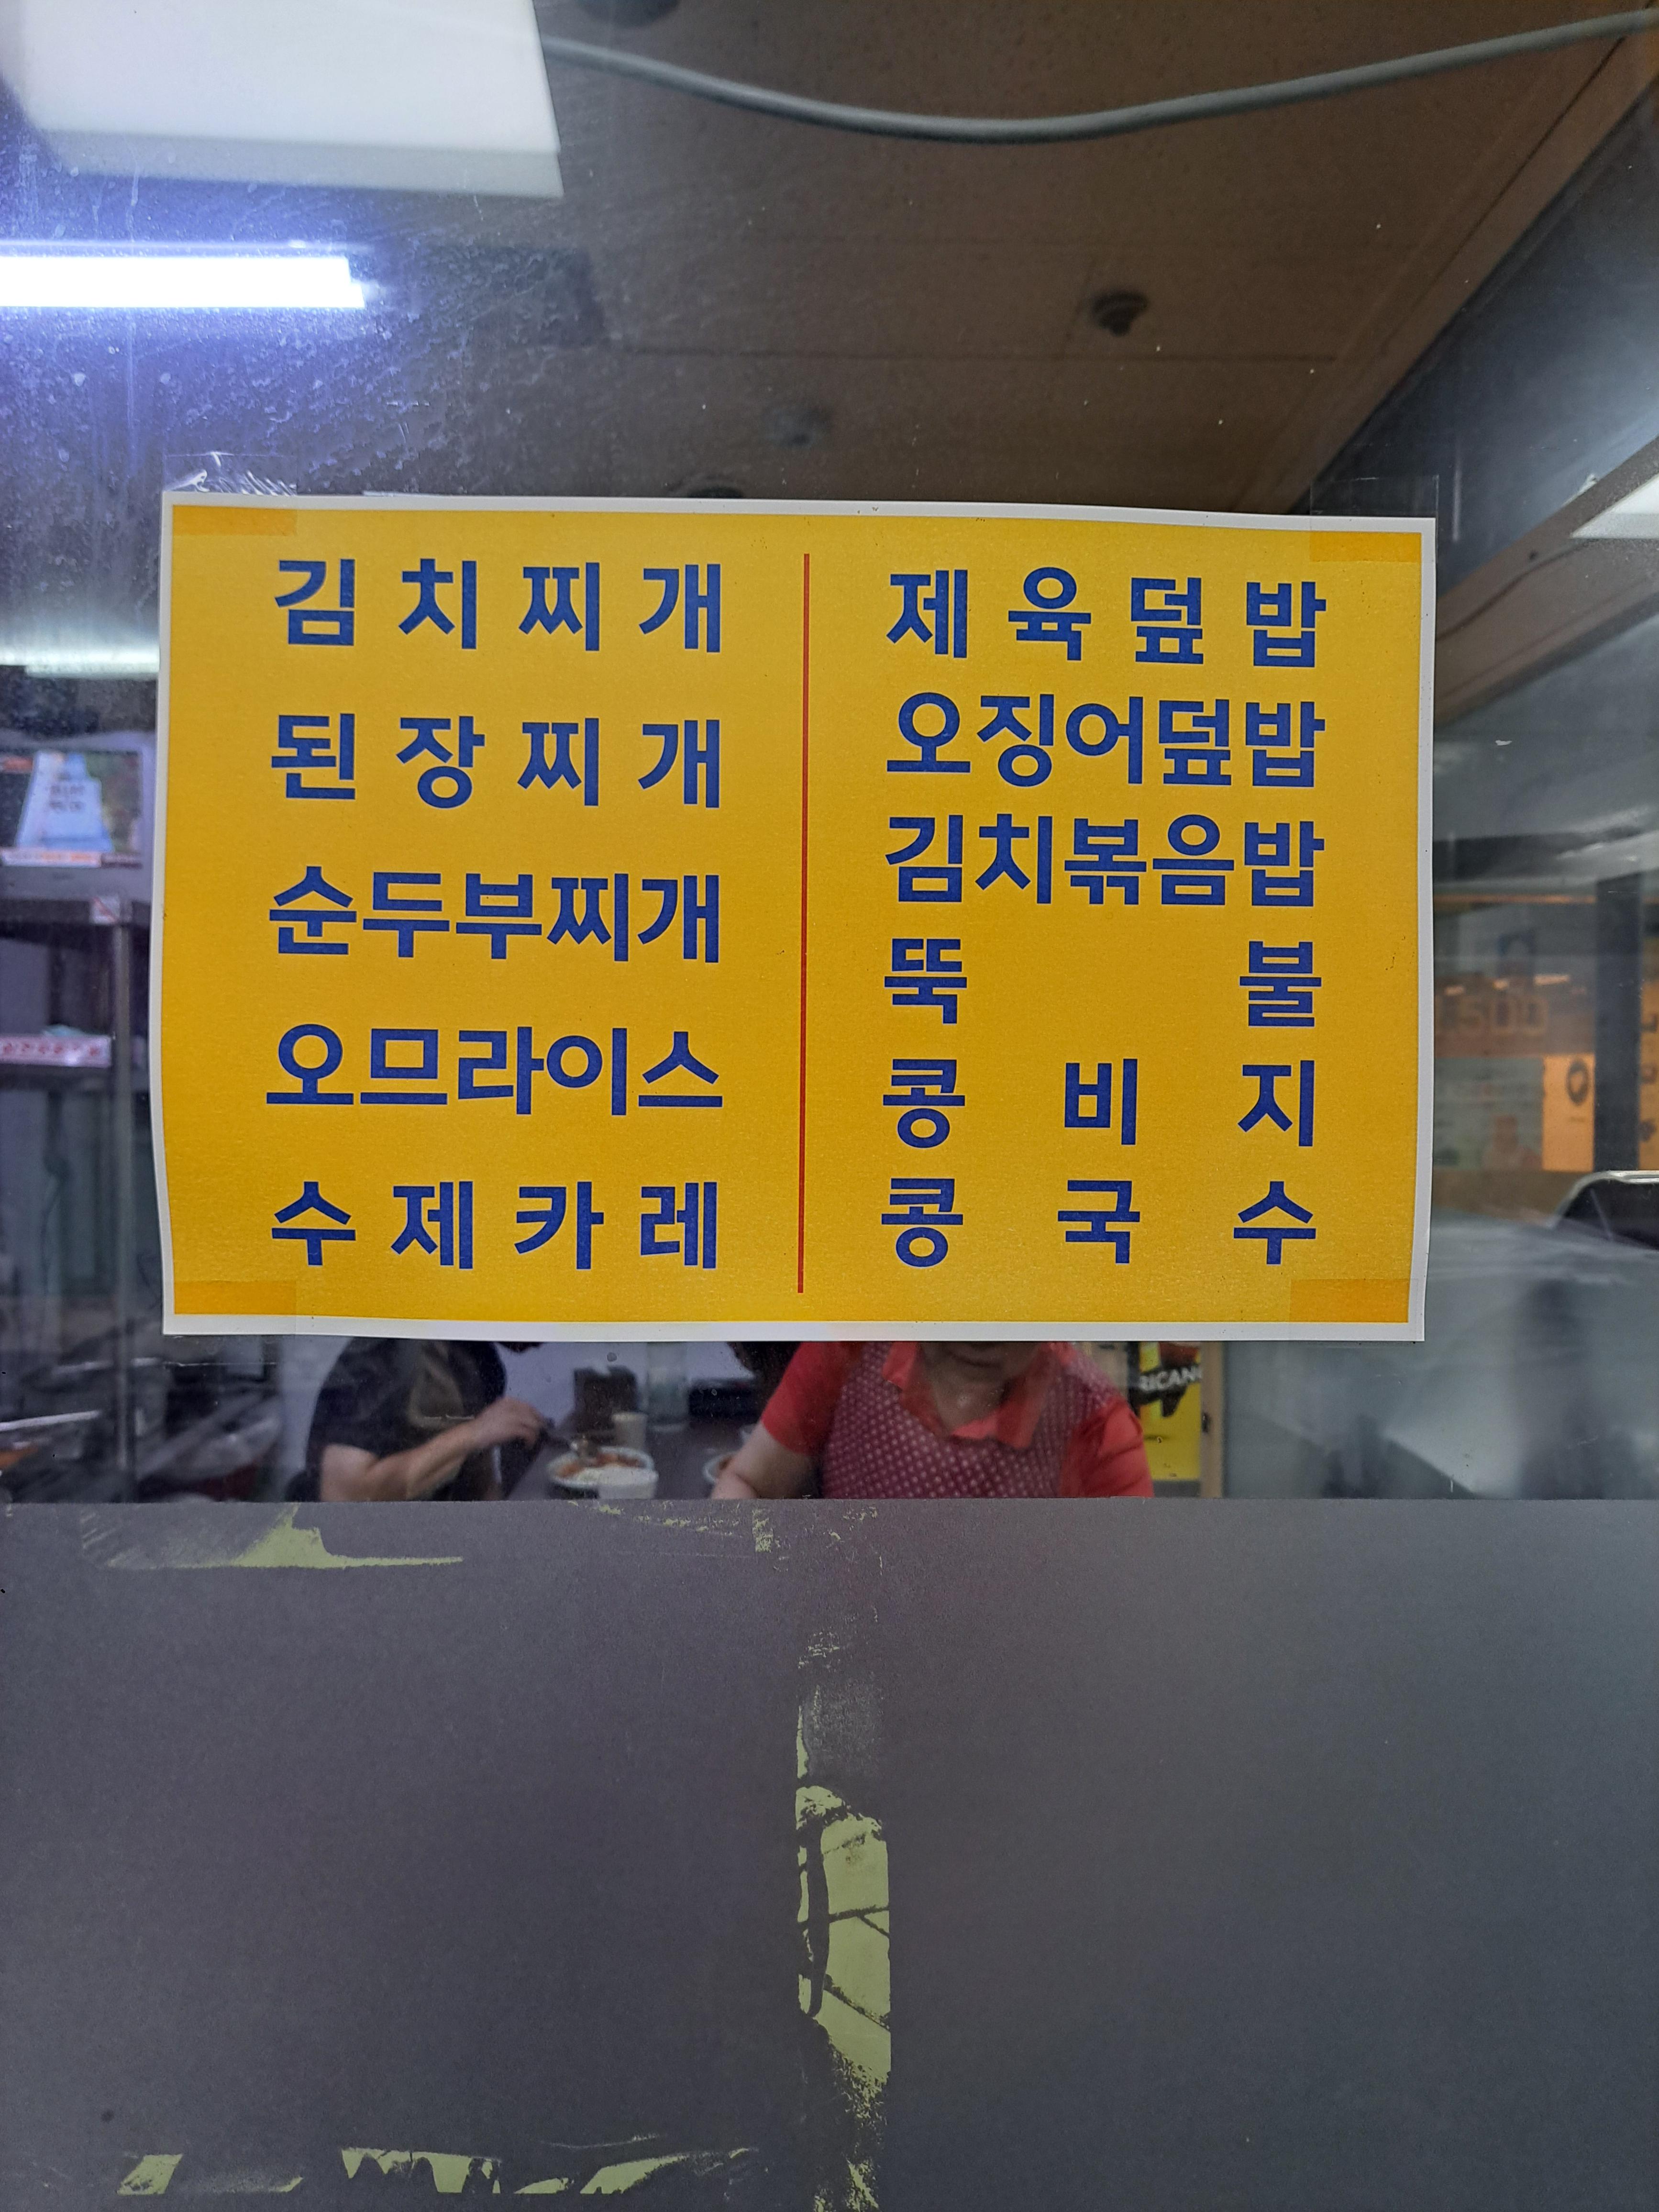 김치찌개
된장찌개
순두부찌개
오므라이스
수제카레
제육덮밥
오징어덮밥
김치볶음밥
뚝불
콩비지
콩국수
RICANO